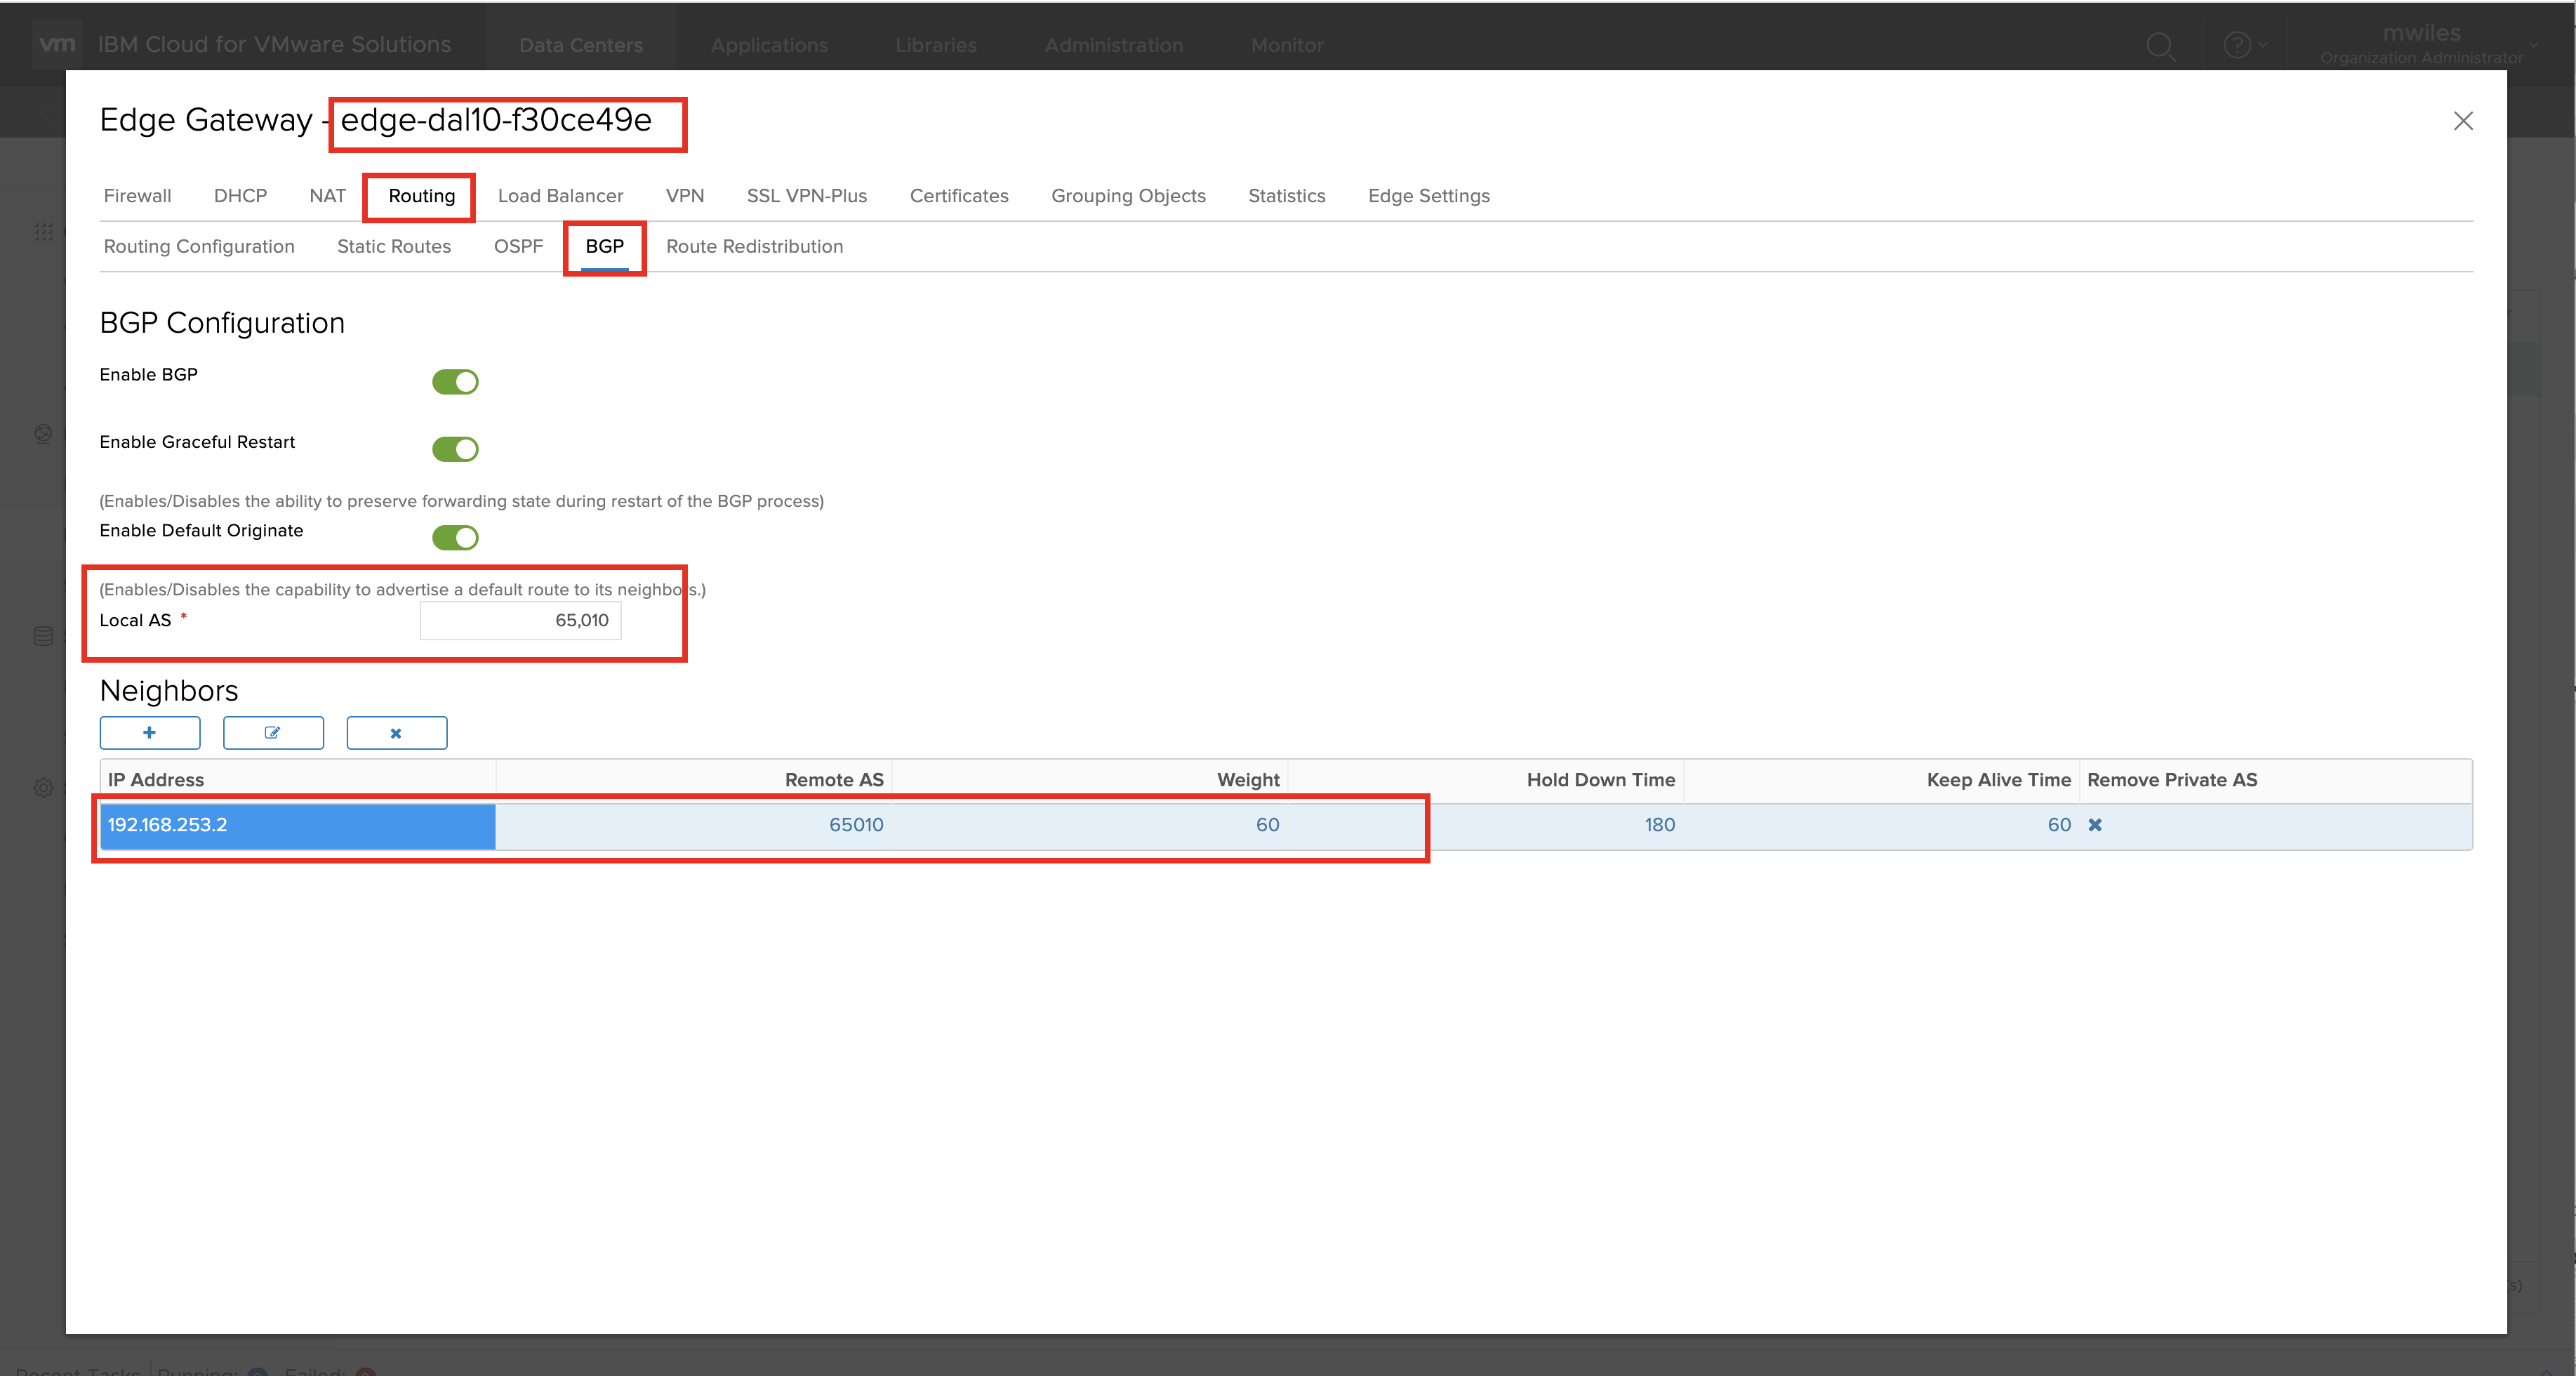 vm IBM Cloud for VMware Solutions Data Centers Applications Libraries Administration Monitor mwiles
Organization Administrator
Edge Gateway - edge-dal10-f30ce49e
Firewall DHCP NAT Routing Load Balancer VPN SSL VPN-Plus Certificates Grouping Objects Statistics Edge Settings
Routing Configuration Static Routes OSPF BGP Route Redistribution
BGP Configuration
Enable BGP
Enable Graceful Restart
(Enables/Disables the ability to preserve forwarding state during restart of the BGP process)
Enable Default Originate
(Enables/Disables the capability to advertise a default route to its neighbors.)
Local AS * 65,010
Neighbors
IP Address Remote AS Weight Hold Down Time Keep Alive Time Remove Private AS
192.168.253.2 65010 60 180 60
Recent Tasks Running: Failed: